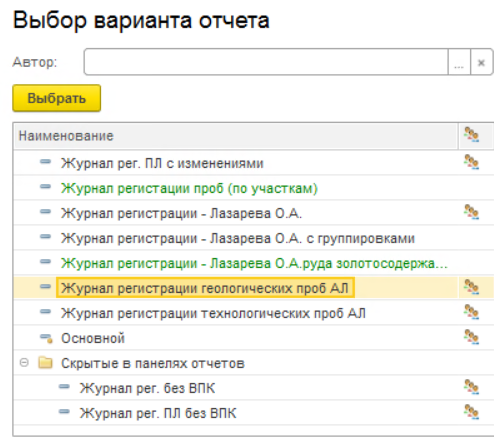 Выбор варианта отчета
Автор:
... ×
Выбрать
Наименование
Журнал рег. ПЛ с изменениями
Журнал регистации проб (по участкам)
Журнал регистрации - Лазарева О.А.
Журнал регистрации - Лазарева О.А. с группировками
Журнал регистрации - Лазарева О.А.руда золотосодержа...
Журнал регистрации геологических проб АЛ
Журнал регистрации технологических проб АЛ
Основной
Скрытые в панелях отчетов
Журнал рег. без ВПК
Журнал рег. ПЛ без ВПК